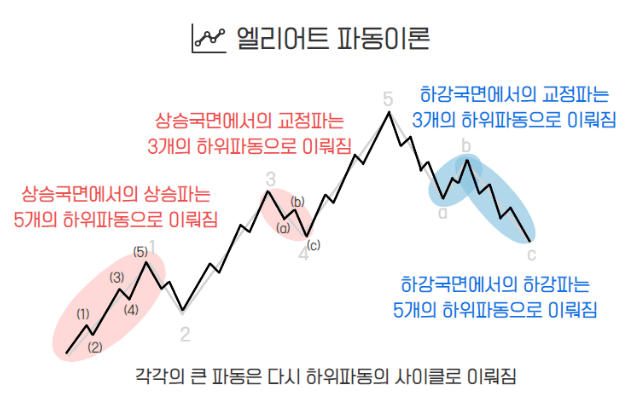 엘리어트 파동이론
상승국면에서의 교정파는
3개의 하위파동으로 이뤄짐
하강국면에서의 교정파는
3개의 하위파동으로 이뤄짐
상승국면에서의 상승파는
5개의 하위파동으로 이뤄짐
5
b
3
(b)
(a)
a
(c)
4
c
1
(5)
(3)
(4)
(1)
(2)
2
하강국면에서의 하강파는
5개의 하위파동으로 이뤄짐
각각의 큰 파동은 다시 하위파동의 사이클로 이뤄짐